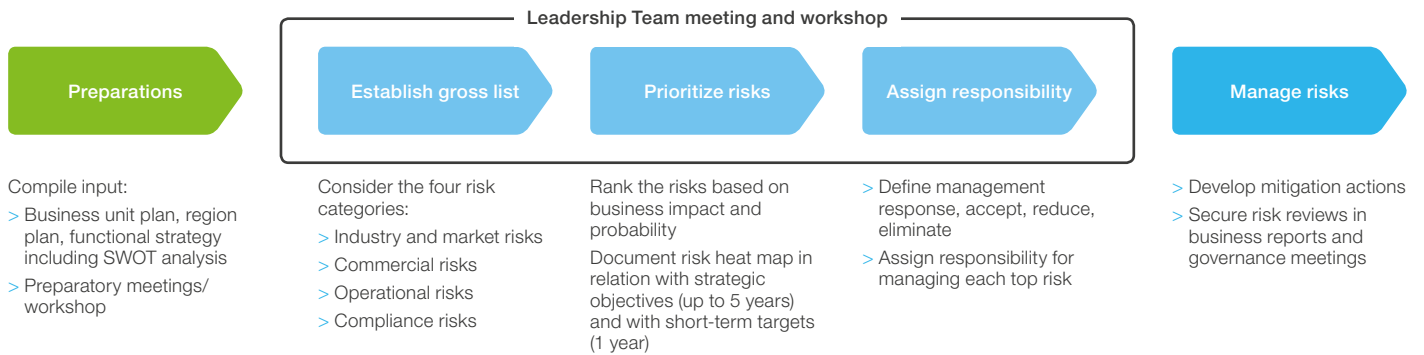 Leadership Team meeting and workshop
Preparations
Establish gross list
Prioritize risks
Assign responsibility
Manage risks
Compile input:
> Business unit plan, region
plan, functional strategy
including SWOT analysis
> Preparatory meetings/
workshop
Consider the four risk
categories:
> Industry and market risks
> Commercial risks
> Operational risks
> Compliance risks
Rank the risks based on
business impact and
probability
Document risk heat map in
relation with strategic
objectives (up to 5 years)
and with short-term targets
(1 year)
> Define management
response, accept, reduce,
eliminate
> Assign responsibility for
managing each top risk
> Develop mitigation actions
> Secure risk reviews in
business reports and
governance meetings